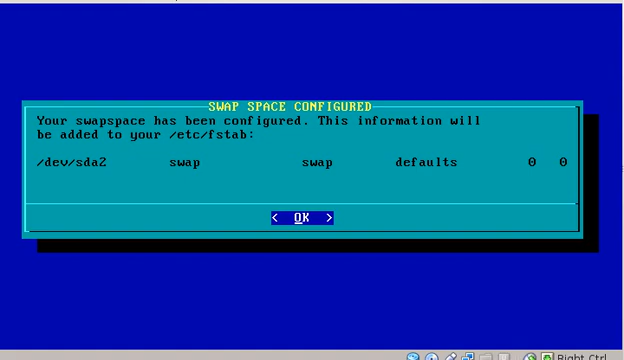 SWAP SPACE CONFIGURED
Your swapspace has been configured. This information will
be added to your /etc/fstab:
/dev/sda2 swap swap defaults 0 0
< OK >
Right Ctrl